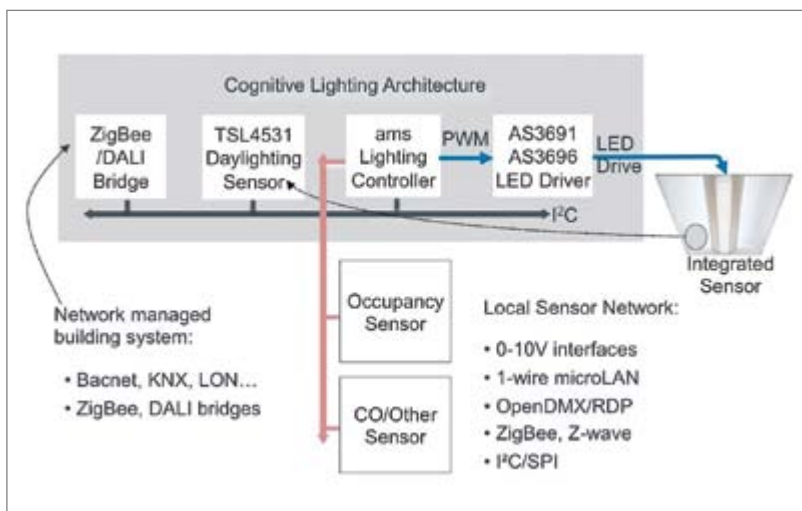 Cognitive Lighting Architecture
ZigBee
/DALI
Bridge
TSL4531
Daylighting
Sensor
ams
Lighting
Controller
PWM
AS3691
AS3696
LED Driver
LED
Drive
I²C
Integrated
Sensor
Network managed
building system:
• Bacnet, KNX, LON...
• ZigBee, DALI bridges
Occupancy
Sensor
CO/Other
Sensor
Local Sensor Network:
• 0-10V interfaces
• 1-wire microLAN
• OpenDMX/RDP
• ZigBee, Z-wave
• I²C/SPI